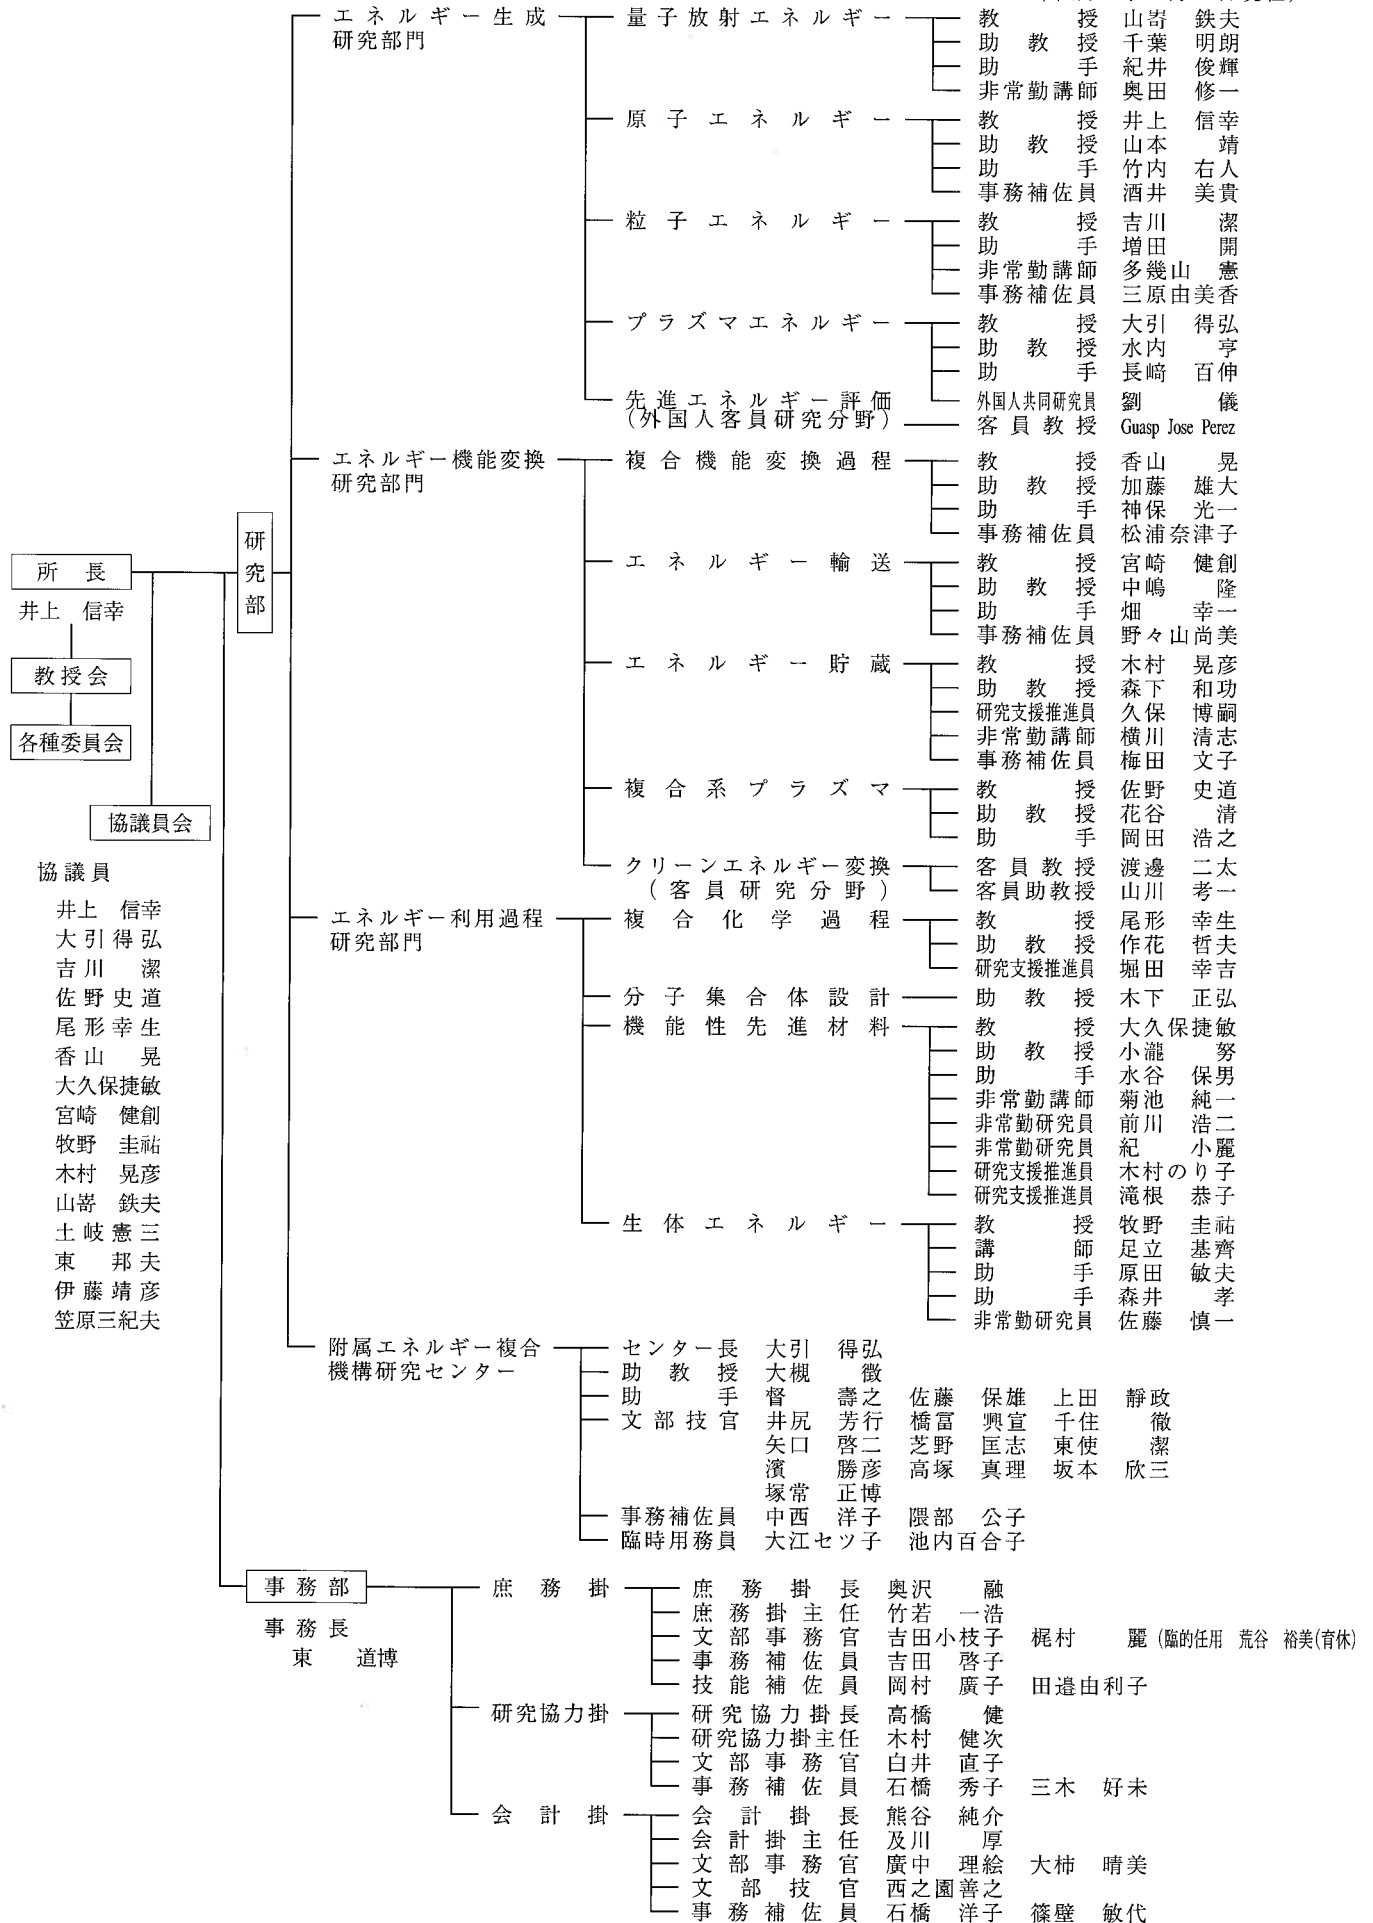 エネルギー生成
研究部門
量子放射エネルギー
教授 山嵜 鉄夫
助教授 千葉 明朗
助手 紀井 俊輝
非常勤講師 奥田 修一
原子エネルギー
教授 井上 信幸
助教授 山本 靖
助手 竹内 右人
事務補佐員 酒井 美貴
粒子エネルギー
教授 吉川 潔
助手 増田 開
非常勤講師 多幾山 憲
事務補佐員 三原由美香
プラズマエネルギー
教授 大引 得弘
助教授 水内 亨
助手 長﨑 百伸
外国人共同研究員 劉 儀
先進エネルギー評価
(外国人客員研究分野)
客員教授 Guasp Jose Perez
エネルギー機能変換
研究部門
複合機能変換過程
教授 香山 晃
助教授 加藤 雄大
助手 神保 光一
事務補佐員 松浦奈津子
エネルギー輸送
教授 宮崎 健創
助教授 中嶋 隆
助手 畑 幸一
事務補佐員 野々山尚美
エネルギー貯蔵
教授 木村 晃彦
助教授 森下 和功
研究支援推進員 久保 博嗣
非常勤講師 横川 清志
事務補佐員 梅田 文子
複合系プラズマ
教授 佐野 史道
助教授 花谷 清
助手 岡田 浩之
クリーンエネルギー変換
(客員研究分野)
客員教授 渡邊 二太
客員助教授 山川 考一
研究部
所長
井上 信幸
教授会
各種委員会
協議員会
協議員
井上 信幸
大引得弘
吉川 潔
佐野史道
尾形幸生
香山 晃
大久保捷敏
宮崎 健創
牧野 圭祐
木村 晃彦
山嵜 鉄夫
土岐憲三
東 邦夫
伊藤靖彦
笠原三紀夫
エネルギー利用過程
研究部門
複合化学過程
教授 尾形 幸生
助教授 作花 哲夫
研究支援推進員 堀田 幸吉
分子集合体設計
助教授 木下 正弘
機能性先進材料
教授 大久保捷敏
助教授 小瀧 努
助手 水谷 保男
非常勤講師 菊池 純一
非常勤研究員 前川 浩二
非常勤研究員 紀 小麗
研究支援推進員 木村のり子
研究支援推進員 滝根 恭子
生体エネルギー
教授 牧野 圭祐
講師 足立 基齊
助手 原田 敏夫
助手 森井 孝
非常勤研究員 佐藤 慎一
附属エネルギー複合
機構研究センター
センター長 大引 得弘
助教授 大槻 徴
助手 督 壽之 佐藤 保雄 上田 靜政
文部技官 井尻 芳行 橋冨 興宣 千住 徹
矢口 啓二 芝野 匡志 東使 潔
濱 勝彦 高塚 真理 坂本 欣三
塚常 正博
事務補佐員 中西 洋子 隈部 公子
臨時用務員 大江セツ子 池内百合子
事務部
事務長
東 道博
庶務掛
庶務掛長 奥沢 融
庶務掛主任 竹若 一浩
文部事務官 吉田小枝子 梶村 麗 (臨的任用 荒谷 裕美(育休)
事務補佐員 吉田 啓子
技能補佐員 岡村 廣子 田邉由利子
研究協力掛
研究協力掛長 高橋 健
研究協力掛主任 木村 健次
文部事務官 白井 直子
事務補佐員 石橋 秀子 三木 好未
会計掛
会計掛長 熊谷 純介
会計掛主任 及川 厚
文部事務官 廣中 理絵 大柿 晴美
文部技官 西之園善之
事務補佐員 石橋 洋子 篠壁 敏代